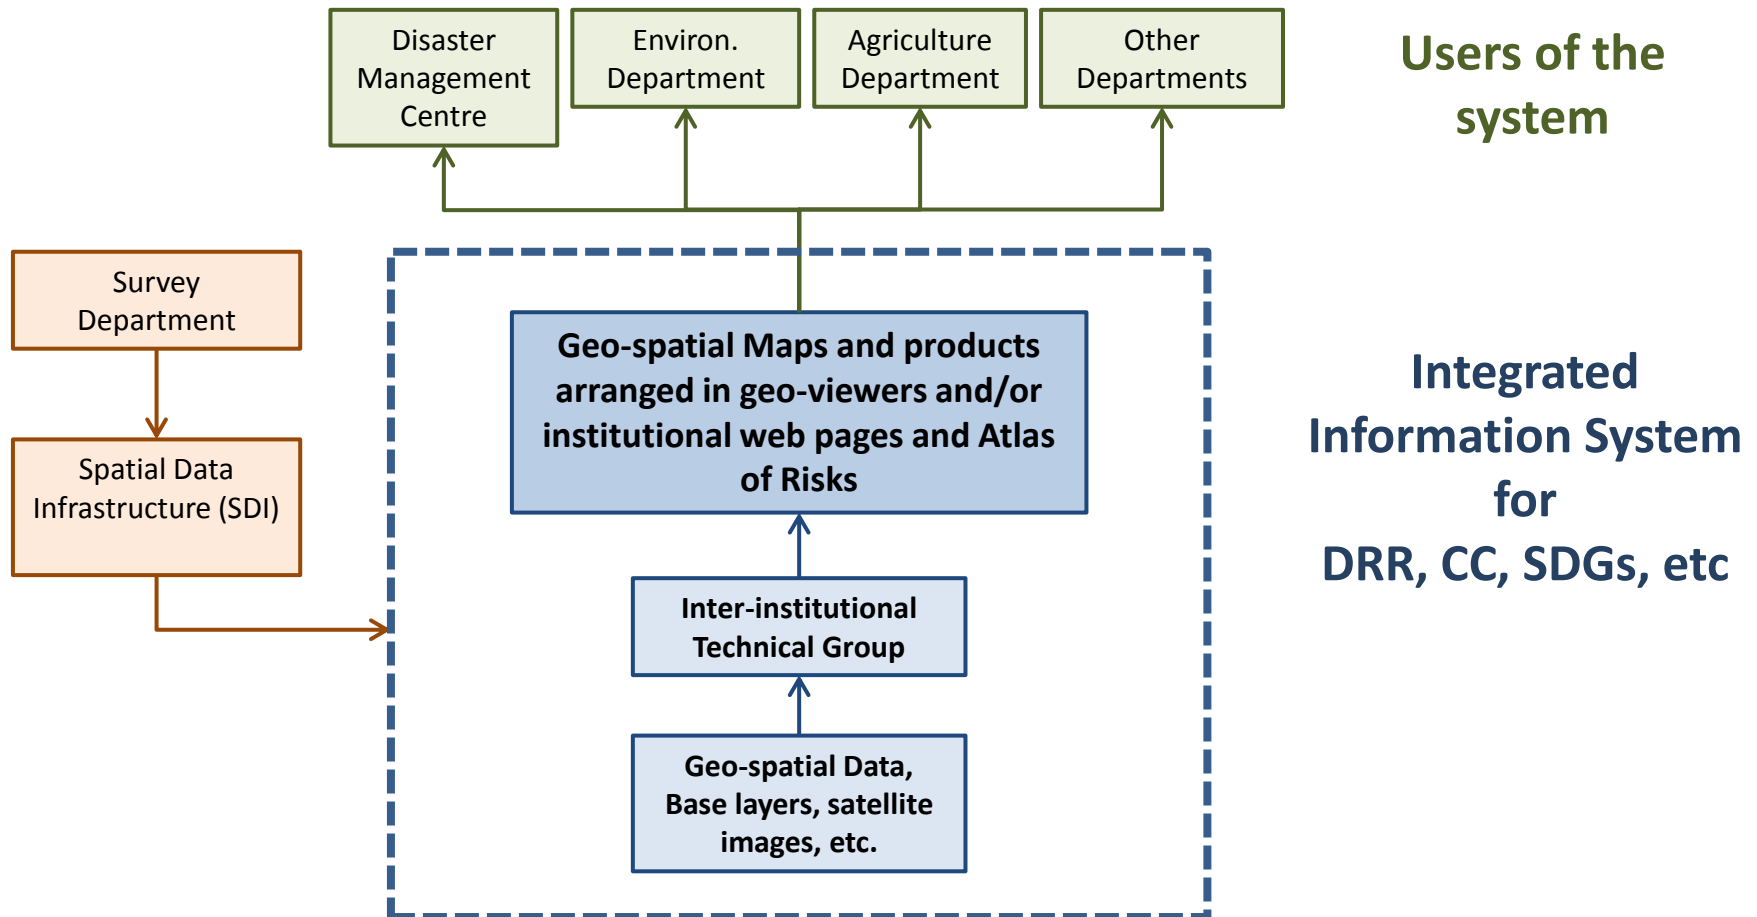 Disaster
Management
Centre
Environ.
Department
Agriculture
Department
Other
Departments
Users of the
system
Survey
Department
Spatial Data
Infrastructure (SDI)
Geo-spatial Maps and products
arranged in geo-viewers and/or
institutional web pages and Atlas
of Risks
Inter-institutional
Technical Group
Geo-spatial Data,
Base layers, satellite
images, etc.
Integrated
Information System
for
DRR, CC, SDGs, etc